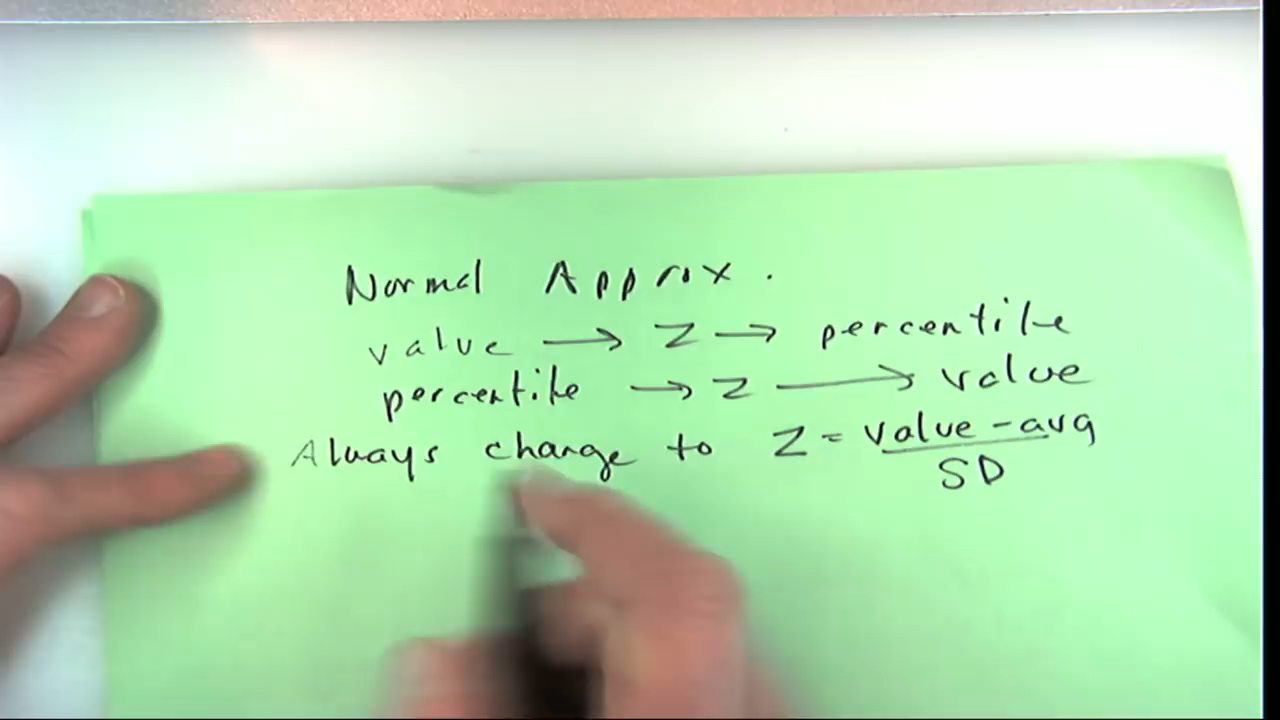 Normal Approx.
value → Z → percentile
percentile → Z → value
Always change to Z = value - avg / SD